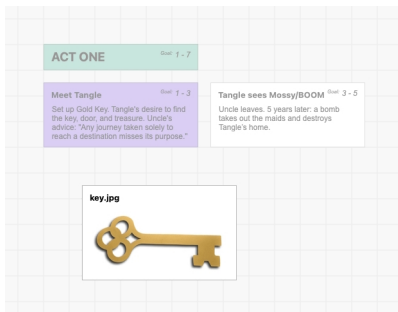 ACT ONE Goal: 1 - 7
Meet Tangle Goal: 1 - 3
Set up Gold Key. Tangle's desire to find
the key, door, and treasure. Uncle's
advice: "Any journey taken solely to
reach a destination misses its purpose."
Tangle sees Mossy/BOOM Goal: 3 - 5
Uncle leaves. 5 years later: a bomb
takes out the maids and destroys
Tangle's home.
key.jpg